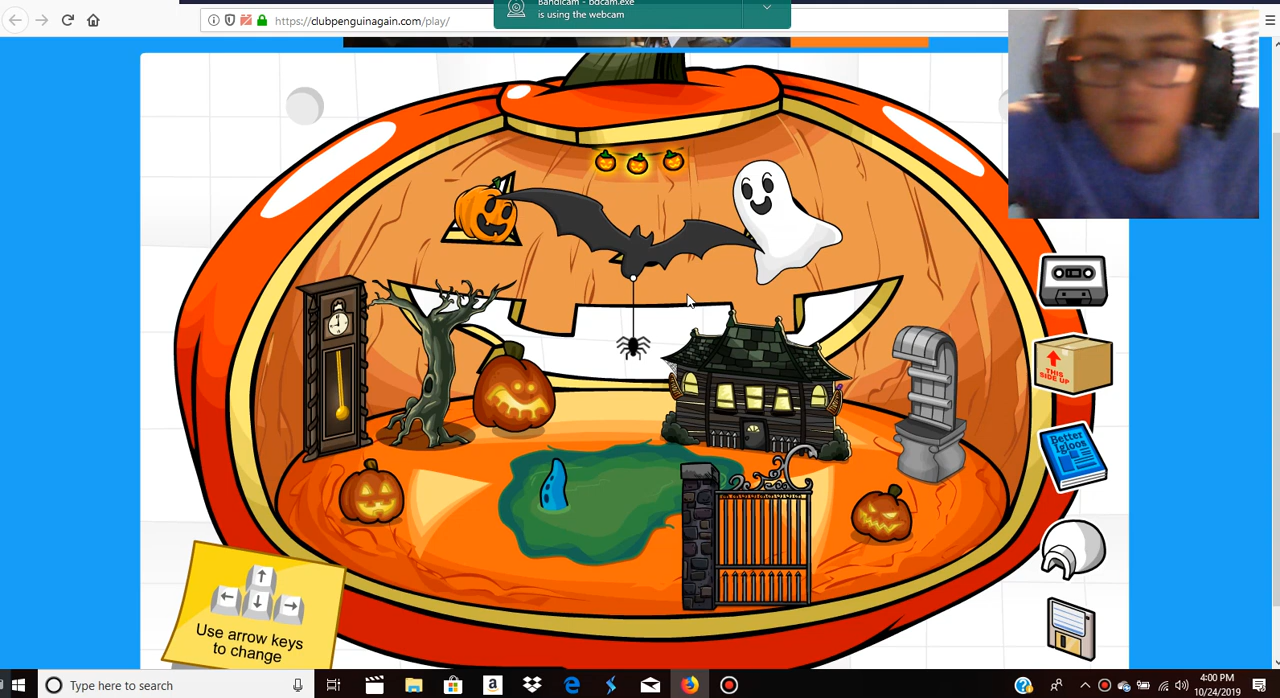 Bandicam - bdcam.exe
is using the webcam
https://clubpenguinagain.com/play/
THIS
SIDE UP
Better
Igloos
Use arrow keys
to change
Type here to search
4:00 PM
10/24/2019